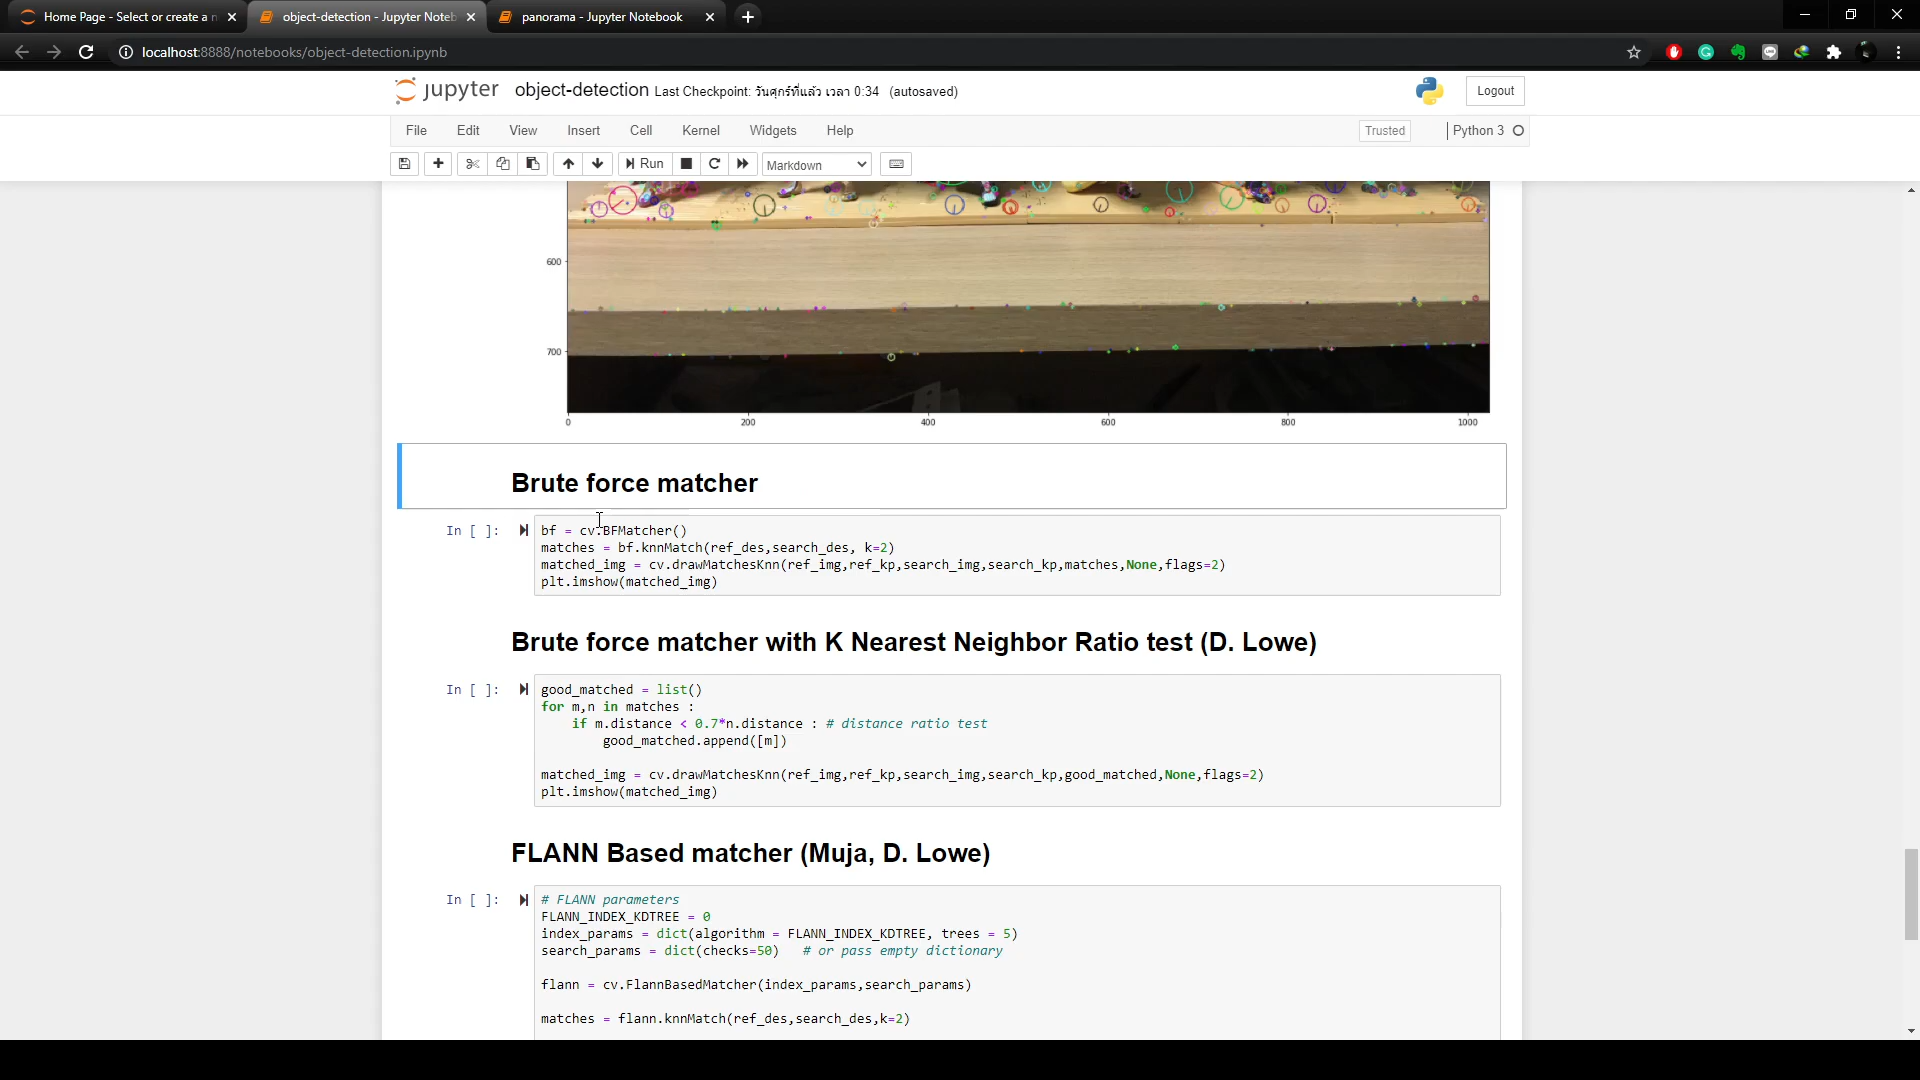 Home Page - Select or create a n
object-detection - Jupyter Noteb
panorama - Jupyter Notebook
localhost:8888/notebooks/object-detection.ipynb
jupyter object-detection Last Checkpoint: วันศุกร์ที่แล้ว เวลา 0:34 (autosaved)
Logout
File Edit View Insert Cell Kernel Widgets Help
Trusted
Python 3
Run
Markdown
600
700
0 200 400 600 800 1000
Brute force matcher
In [ ]:
bf = cv.BFMatcher()
matches = bf.knnMatch(ref_des,search_des, k=2)
matched_img = cv.drawMatchesKnn(ref_img,ref_kp,search_img,search_kp,matches,None,flags=2)
plt.imshow(matched_img)
Brute force matcher with K Nearest Neighbor Ratio test (D. Lowe)
In [ ]:
good_matched = list()
for m,n in matches :
    if m.distance < 0.7*n.distance : # distance ratio test
        good_matched.append([m])
matched_img = cv.drawMatchesKnn(ref_img,ref_kp,search_img,search_kp,good_matched,None,flags=2)
plt.imshow(matched_img)
FLANN Based matcher (Muja, D. Lowe)
In [ ]:
# FLANN parameters
FLANN_INDEX_KDTREE = 0
index_params = dict(algorithm = FLANN_INDEX_KDTREE, trees = 5)
search_params = dict(checks=50)   # or pass empty dictionary
flann = cv.FlannBasedMatcher(index_params,search_params)
matches = flann.knnMatch(ref_des,search_des,k=2)